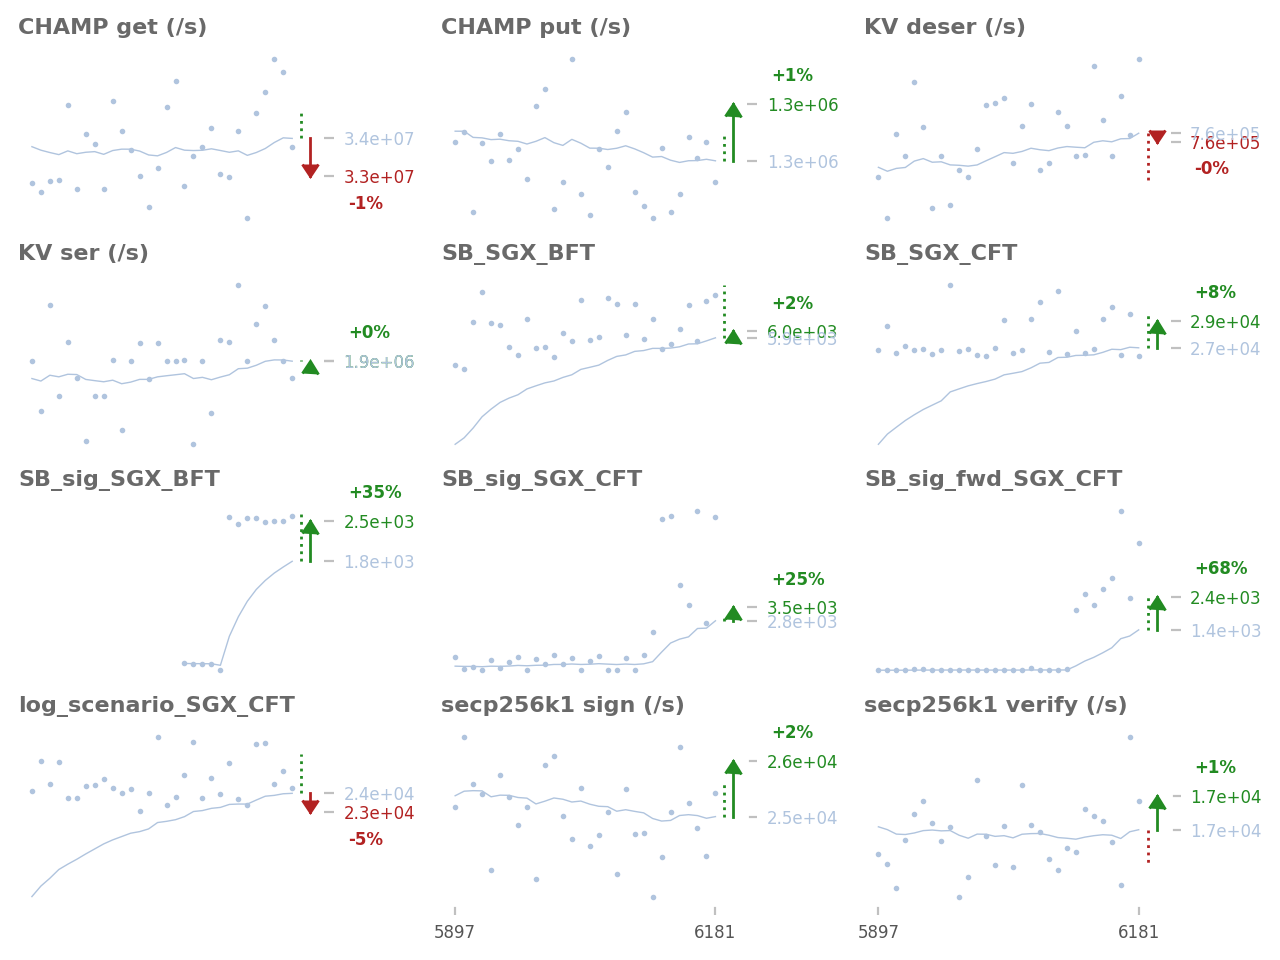 CHAMP get (/s)
3.4e+07
3.3e+07
-1%
CHAMP put (/s)
+1%
1.3e+06
1.3e+06
KV deser (/s)
7.6e+05
7.6e+05
-0%
KV ser (/s)
+0%
1.9e+06
SB_SGX_BFT
+2%
6.0e+03
5.9e+03
SB_SGX_CFT
+8%
2.9e+04
2.7e+04
SB_sig_SGX_BFT
+35%
2.5e+03
1.8e+03
SB_sig_SGX_CFT
+25%
3.5e+03
2.8e+03
SB_sig_fwd_SGX_CFT
+68%
2.4e+03
1.4e+03
log_scenario_SGX_CFT
2.4e+04
2.3e+04
-5%
secp256k1 sign (/s)
+2%
2.6e+04
2.5e+04
secp256k1 verify (/s)
+1%
1.7e+04
1.7e+04
5897
6181
5897
6181